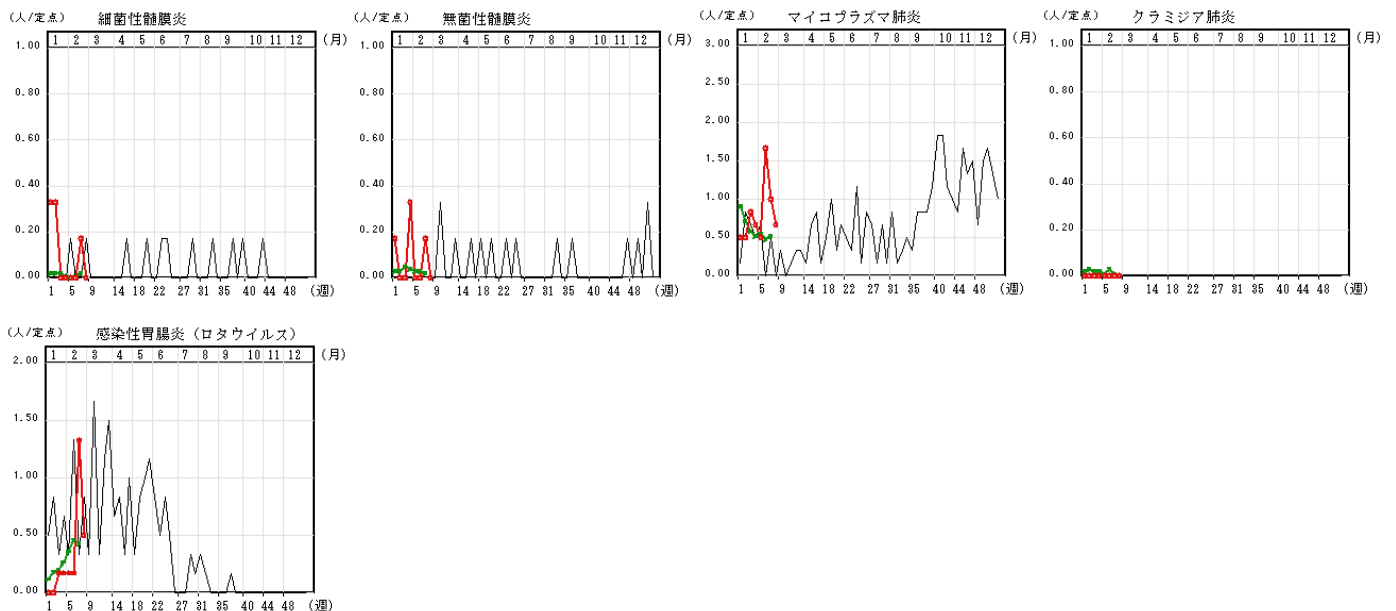 (人/定点) 細菌性髄膜炎
1.00 1 2 3 4 5 6 7 8 9 10 11 12 (月)
0.80
0.60
0.40
0.20
0.00
1 5 9 14 18 22 27 31 35 40 44 48 (週)
(人/定点) 無菌性髄膜炎
1.00 1 2 3 4 5 6 7 8 9 10 11 12 (月)
0.80
0.60
0.40
0.20
0.00
1 5 9 14 18 22 27 31 35 40 44 48 (週)
(人/定点) マイコプラズマ肺炎
3.00 1 2 3 4 5 6 7 8 9 10 11 12 (月)
2.50
2.00
1.50
1.00
0.50
0.00
1 5 9 14 18 22 27 31 35 40 44 48 (週)
(人/定点) クラミジア肺炎
1.00 1 2 3 4 5 6 7 8 9 10 11 12 (月)
0.80
0.60
0.40
0.20
0.00
1 5 9 14 18 22 27 31 35 40 44 48 (週)
(人/定点) 感染性胃腸炎(ロタウイルス)
2.00 1 2 3 4 5 6 7 8 9 10 11 12 (月)
1.50
1.00
0.50
0.00
1 5 9 14 18 22 27 31 35 40 44 48 (週)